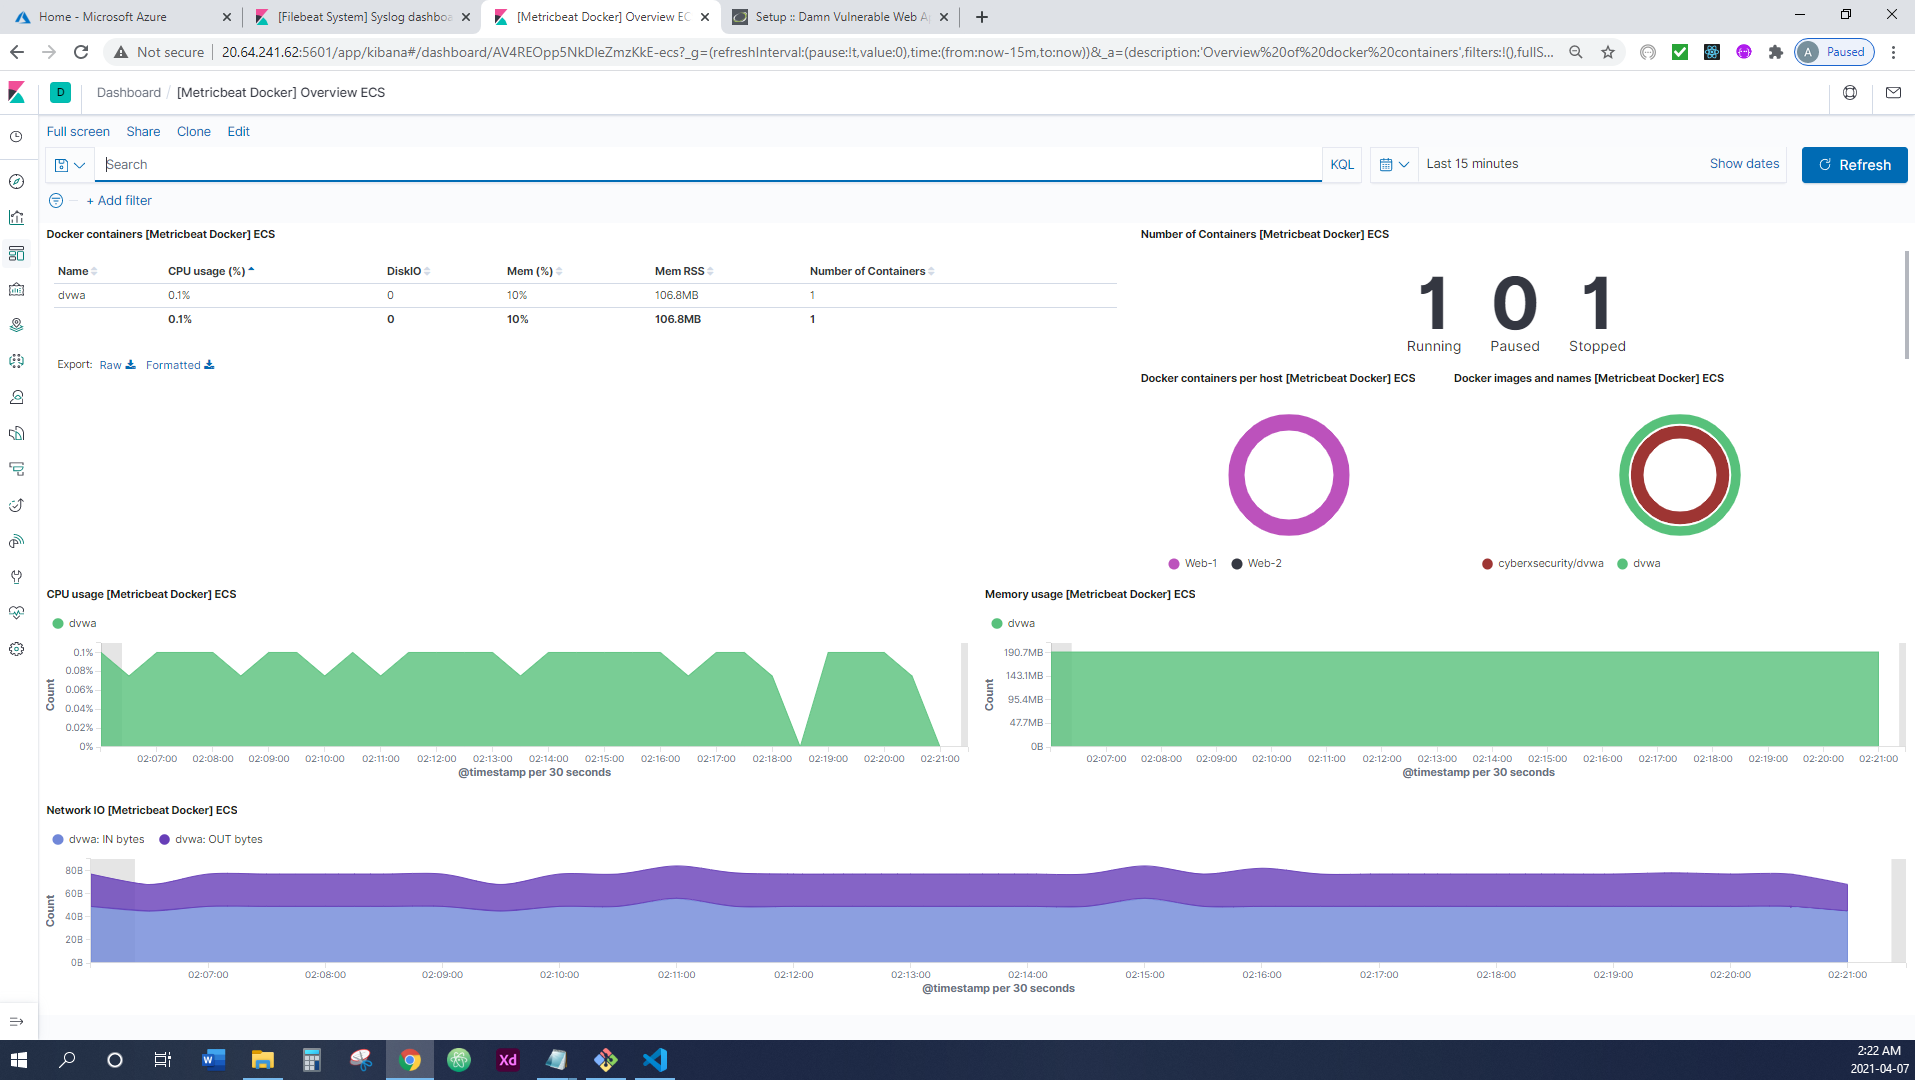 Home - Microsoft Azure
[Filebeat System] Syslog dashboa
[Metricbeat Docker] Overview EC
Setup :: Damn Vulnerable Web A
Not secure
20.64.241.62:5601/app/kibana#/dashboard/AV4REOpp5NkDleZmzKkE-ecs?_g=(refreshInterval:(pause:!t,value:0),time:(from:now-15m,to:now))&_a=(description:'Overview%20of%20docker%20containers',filters:!(),fullS...
A Paused
D
Dashboard / [Metricbeat Docker] Overview ECS
Full screen Share Clone Edit
Search
KQL
Last 15 minutes
Show dates
Refresh
+ Add filter
Docker containers [Metricbeat Docker] ECS
Name CPU usage (%) DiskIO Mem (%) Mem RSS Number of Containers
dvwa 0.1% 0 10% 106.8MB 1
0.1% 0 10% 106.8MB 1
Export: Raw Formatted
Number of Containers [Metricbeat Docker] ECS
1 0 1
Running Paused Stopped
Docker containers per host [Metricbeat Docker] ECS
Web-1 Web-2
Docker images and names [Metricbeat Docker] ECS
cyberxsecurity/dvwa dvwa
CPU usage [Metricbeat Docker] ECS
dvwa
Count
0.1%
0.08%
0.06%
0.04%
0.02%
0%
02:07:00 02:08:00 02:09:00 02:10:00 02:11:00 02:12:00 02:13:00 02:14:00 02:15:00 02:16:00 02:17:00 02:18:00 02:19:00 02:20:00 02:21:00
@timestamp per 30 seconds
Memory usage [Metricbeat Docker] ECS
dvwa
Count
190.7MB
143.1MB
95.4MB
47.7MB
0B
02:07:00 02:08:00 02:09:00 02:10:00 02:11:00 02:12:00 02:13:00 02:14:00 02:15:00 02:16:00 02:17:00 02:18:00 02:19:00 02:20:00 02:21:00
@timestamp per 30 seconds
Network IO [Metricbeat Docker] ECS
dvwa: IN bytes dvwa: OUT bytes
Count
80B
60B
40B
20B
0B
02:07:00 02:08:00 02:09:00 02:10:00 02:11:00 02:12:00 02:13:00 02:14:00 02:15:00 02:16:00 02:17:00 02:18:00 02:19:00 02:20:00 02:21:00
@timestamp per 30 seconds
W
Xd
2:22 AM
2021-04-07